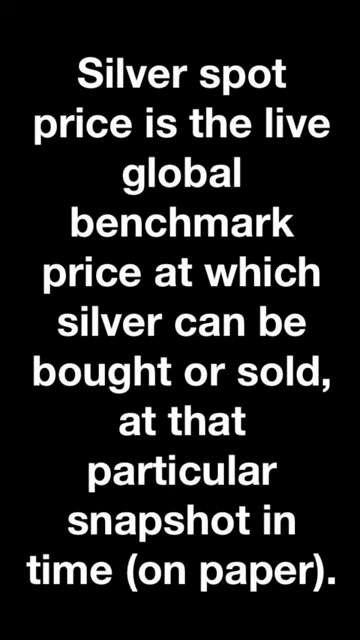 Silver spot
price is the live
global
benchmark
price at which
silver can be
bought or sold,
at that
particular
snapshot in
time (on paper).